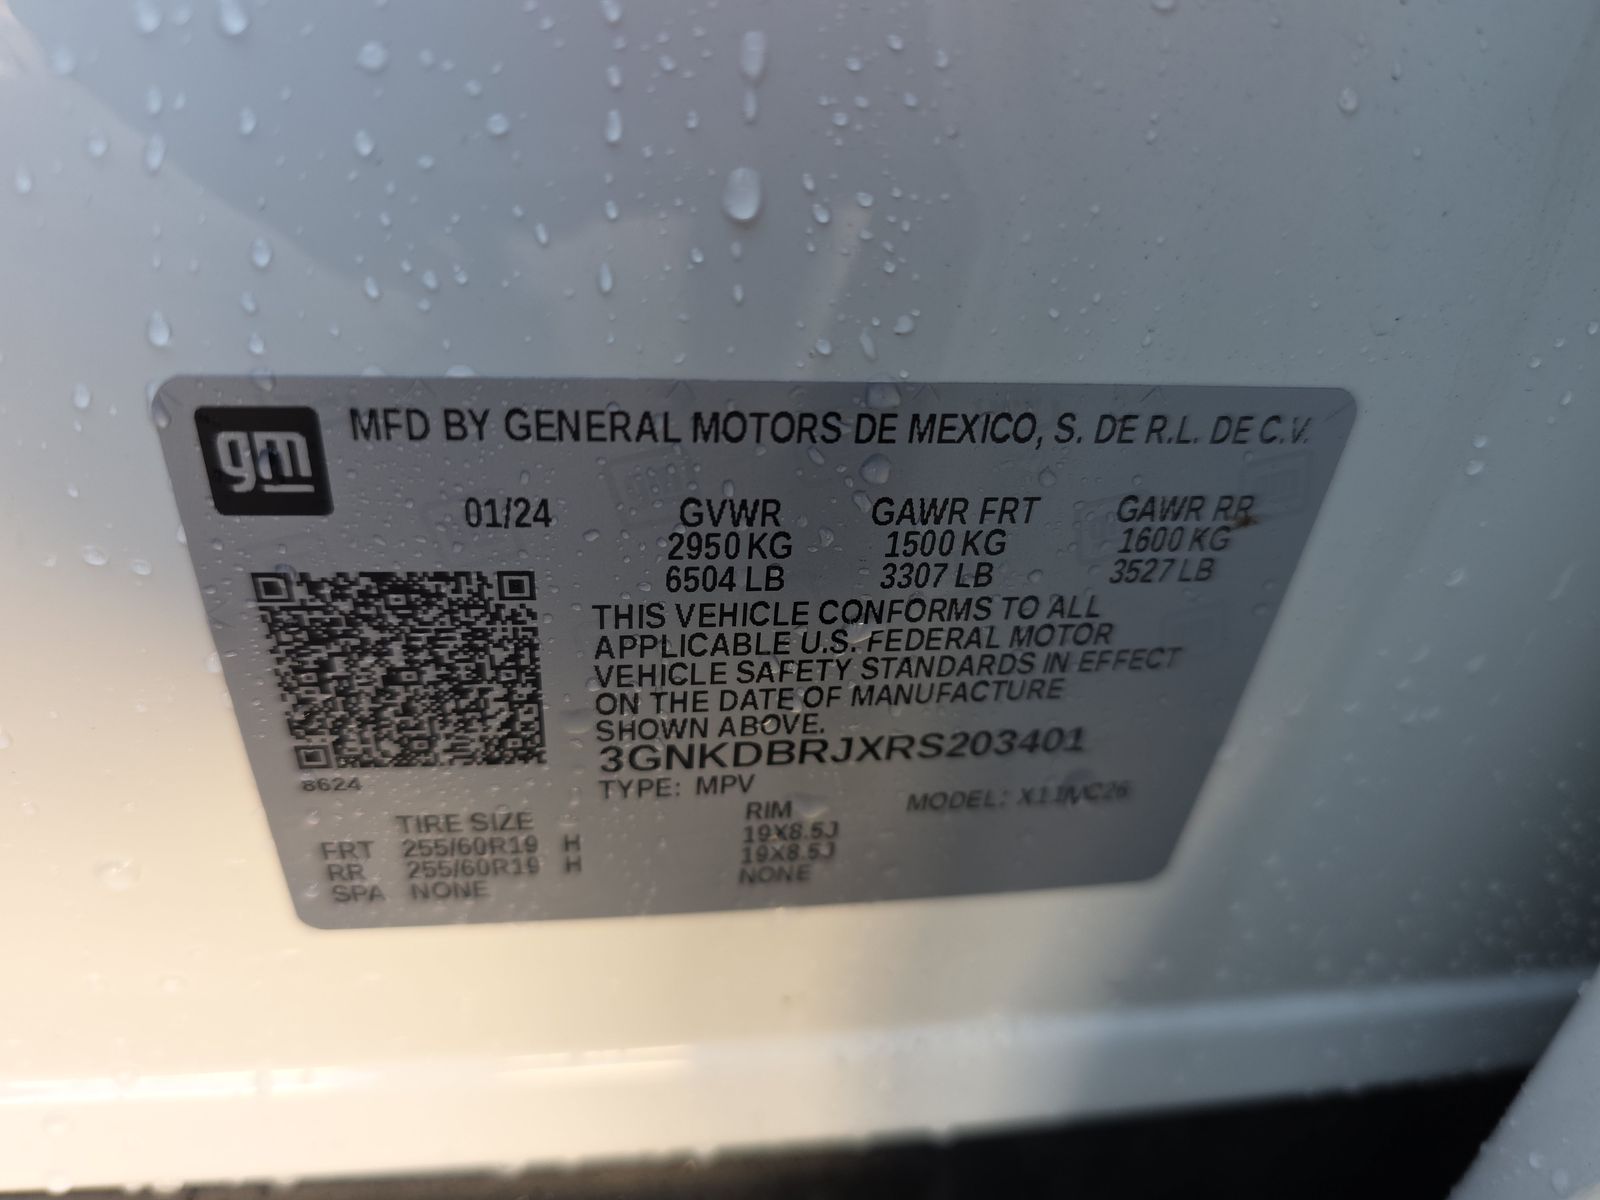 gm
MFD BY GENERAL MOTORS DE MEXICO, S. DE R.L. DE C.V.
01/24 GVWR GAWR FRT GAWR RR
2950 KG 1500 KG 1600 KG
6504 LB 3307 LB 3527 LB
THIS VEHICLE CONFORMS TO ALL
APPLICABLE U.S. FEDERAL MOTOR
VEHICLE SAFETY STANDARDS IN EFFECT
ON THE DATE OF MANUFACTURE
SHOWN ABOVE.
3GNKDBRJXRS203401
8624
TYPE: MPV MODEL:
TIRE SIZE RIM
FRT 255/60R19 H 19X8.5J
RR 255/60R19 H 19X8.5J
SPA NONE NONE